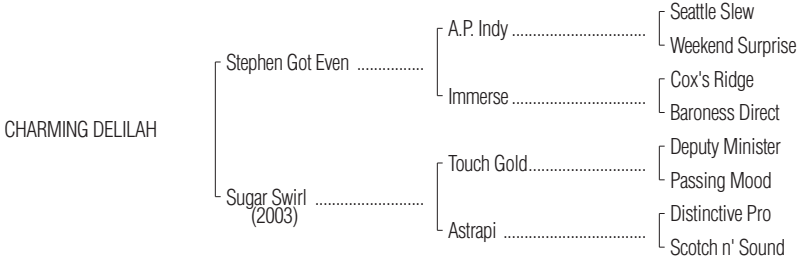 Seattle Slew
A.P. Indy ................................
Weekend Surprise
Stephen Got Even ................
Cox's Ridge
Immerse ................................
Baroness Direct
CHARMING DELILAH
Deputy Minister
Touch Gold............................
Passing Mood
Sugar Swirl ..........................
(2003)
Distinctive Pro
Astrapi ..................................
Scotch n' Sound